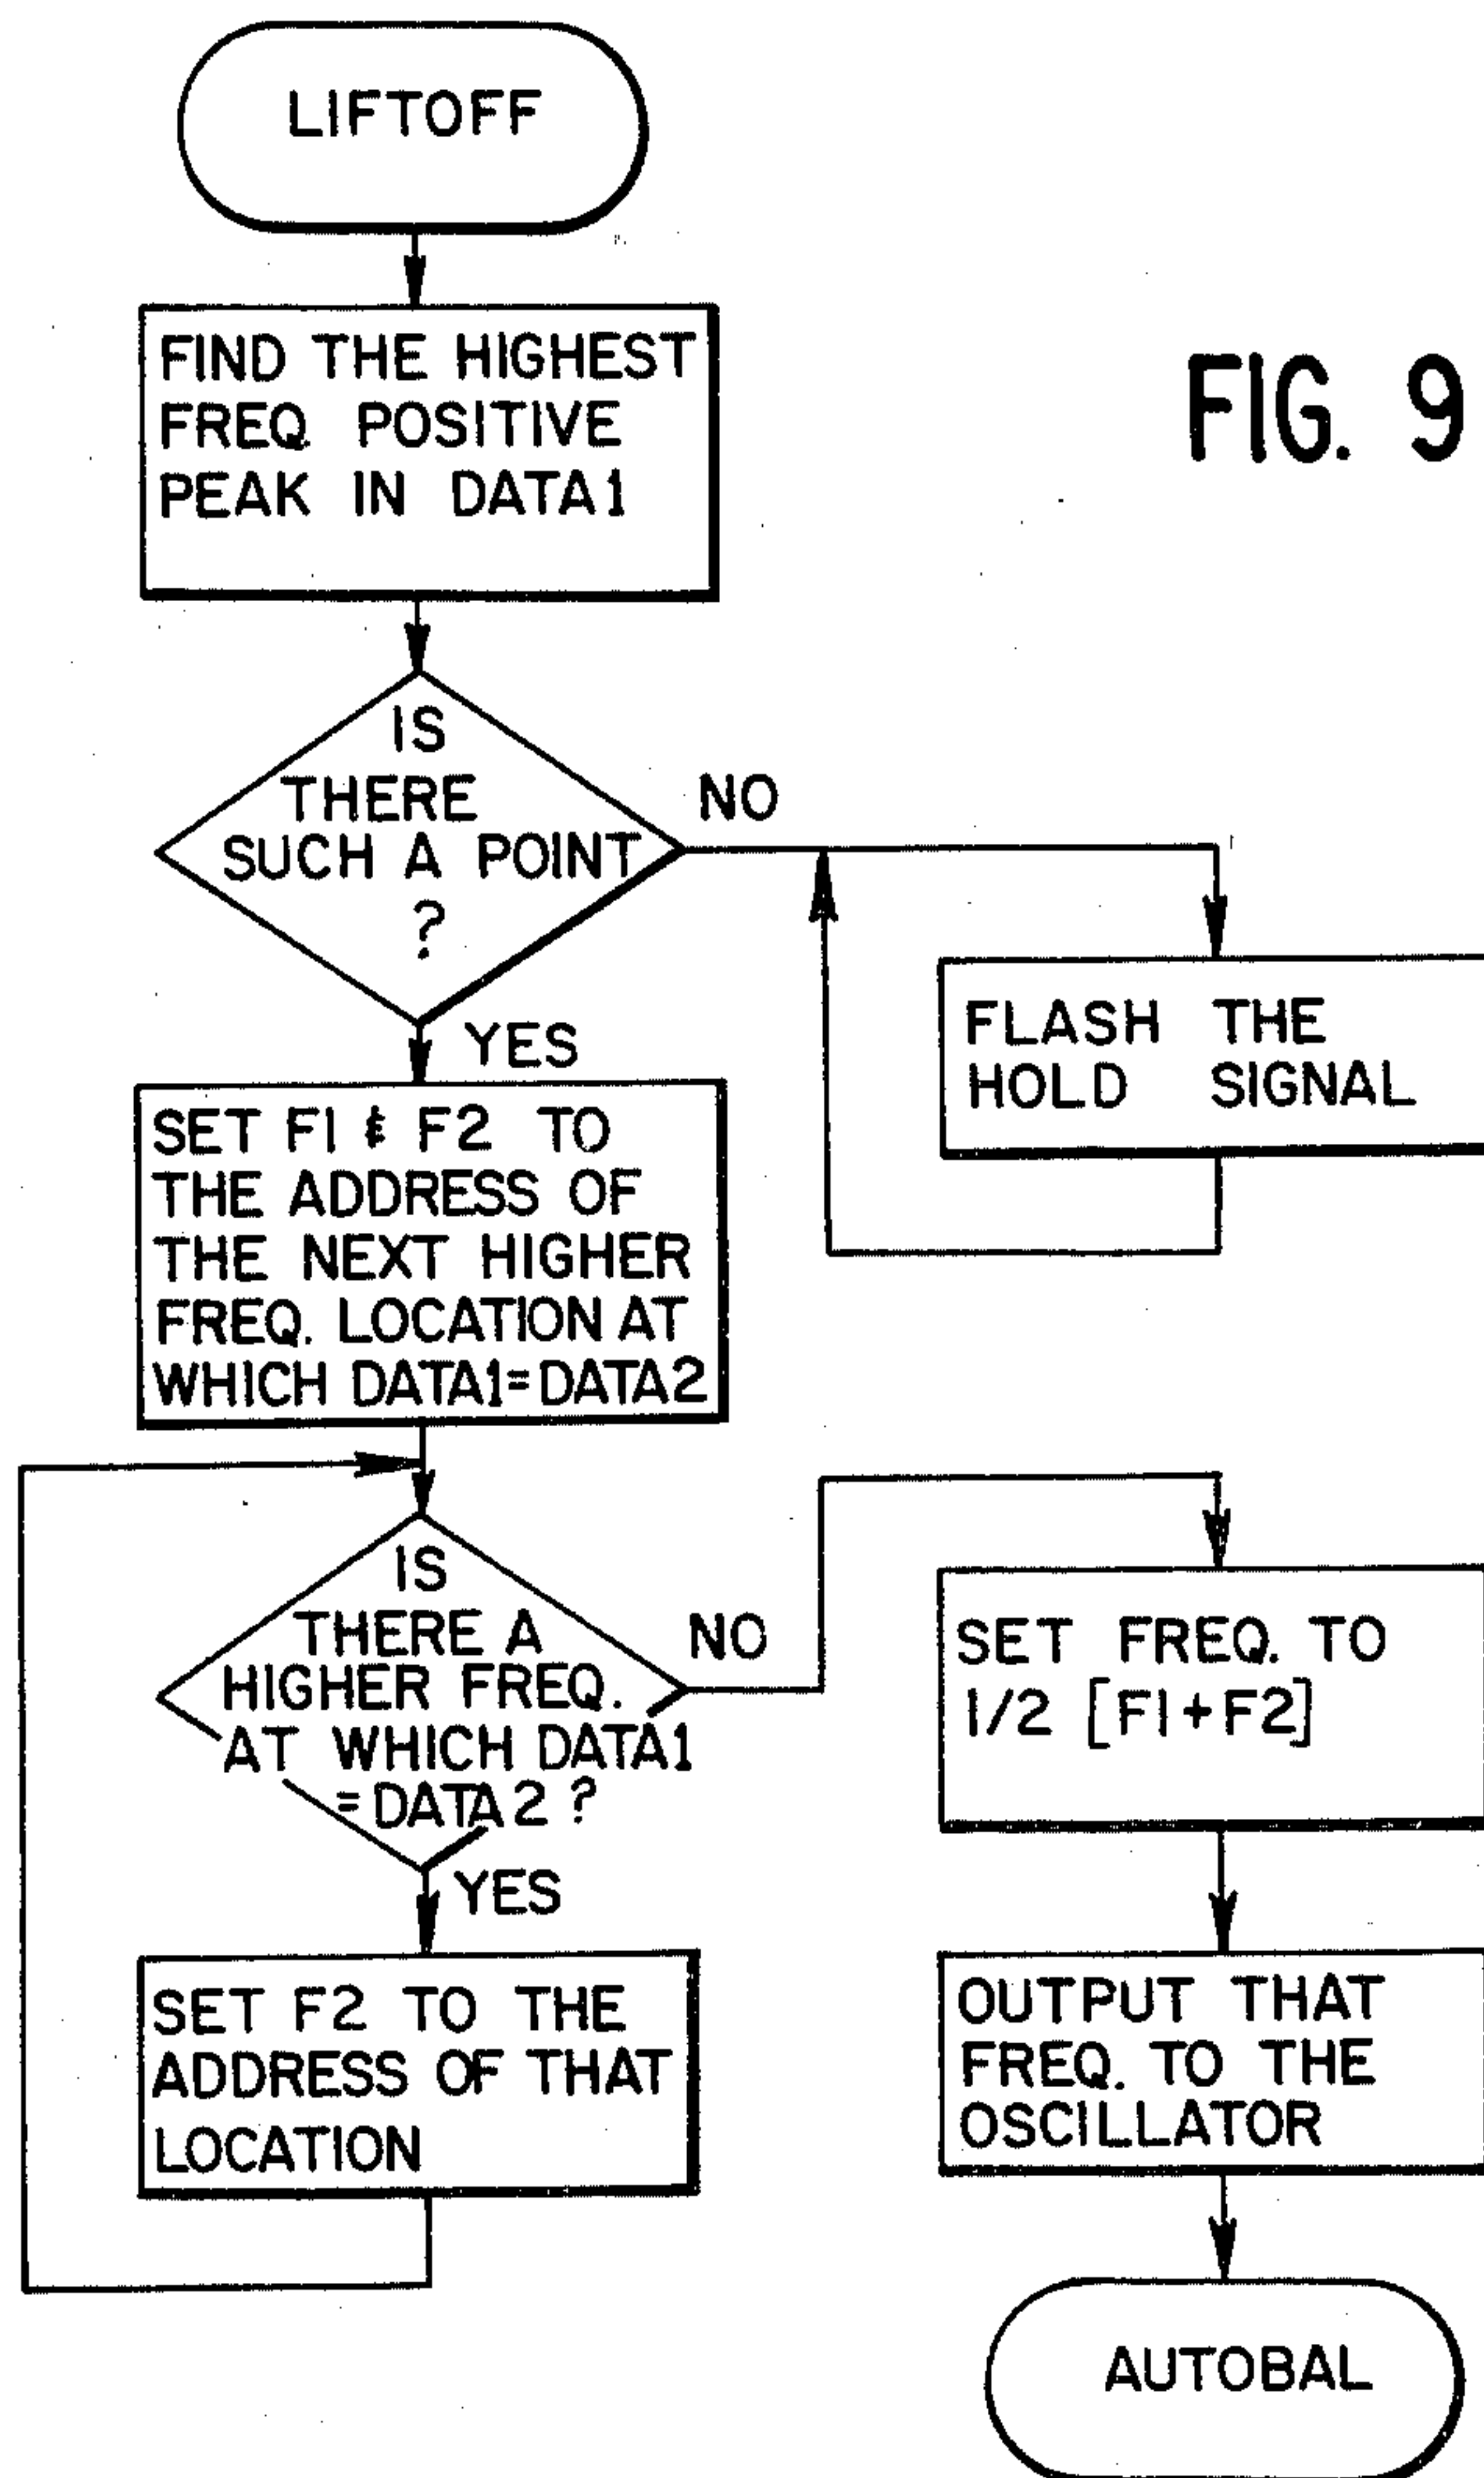 LIFTOFF
FIG. 9
FIND THE HIGHEST
FREQ. POSITIVE
PEAK IN DATA1
IS
THERE
SUCH A POINT
?
NO
FLASH THE
HOLD SIGNAL
YES
SET F1 & F2 TO
THE ADDRESS OF
THE NEXT HIGHER
FREQ. LOCATION AT
WHICH DATA1=DATA2
IS
THERE A
HIGHER FREQ.
AT WHICH DATA1
=DATA2?
NO
SET FREQ. TO
1/2 [F1+F2]
YES
SET F2 TO THE
ADDRESS OF THAT
LOCATION
OUTPUT THAT
FREQ. TO THE
OSCILLATOR
AUTOBAL